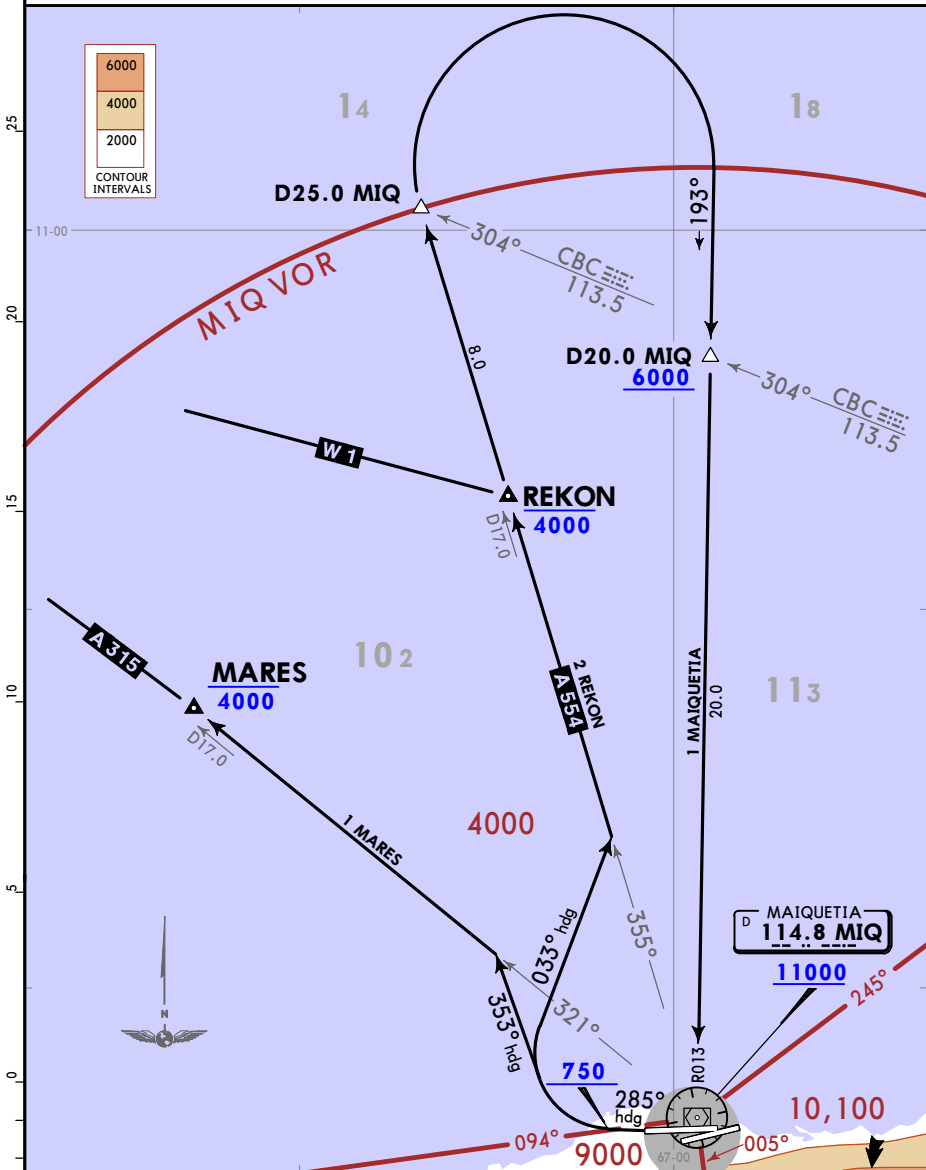 6000
4000
2000
CONTOUR
INTERVALS
14
18
25
D25.0 MIQ
193°
11-00
304°
CBC
113.5
MIQ VOR
20
8.0
D20.0 MIQ
6000
304°
CBC
113.5
W 1
15
REKON
4000
D17.0
A 315
MARES
4000
D17.0
10 2
2 REKON
A 554
113
10
1 MAIQUETIA
20.0
4000
1 MARES
5
033° hdg
355°
MAIQUETIA
D 114.8 MIQ
11000
245°
N
353° hdg
321°
0
750
R013
285°
hdg
10,100
094°
9000
67-00
005°